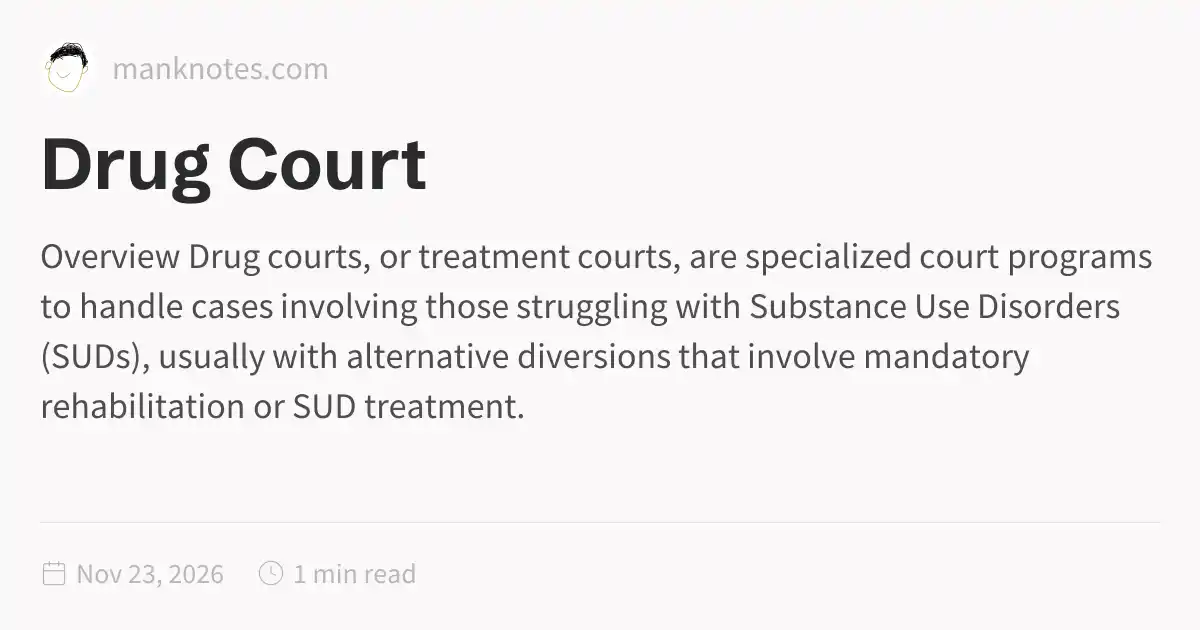 manknotes.com
Drug Court
Overview Drug courts, or treatment courts, are specialized court programs
to handle cases involving those struggling with Substance Use Disorders
(SUDs), usually with alternative diversions that involve mandatory
rehabilitation or SUD treatment.
Nov 23, 2026 1 min read